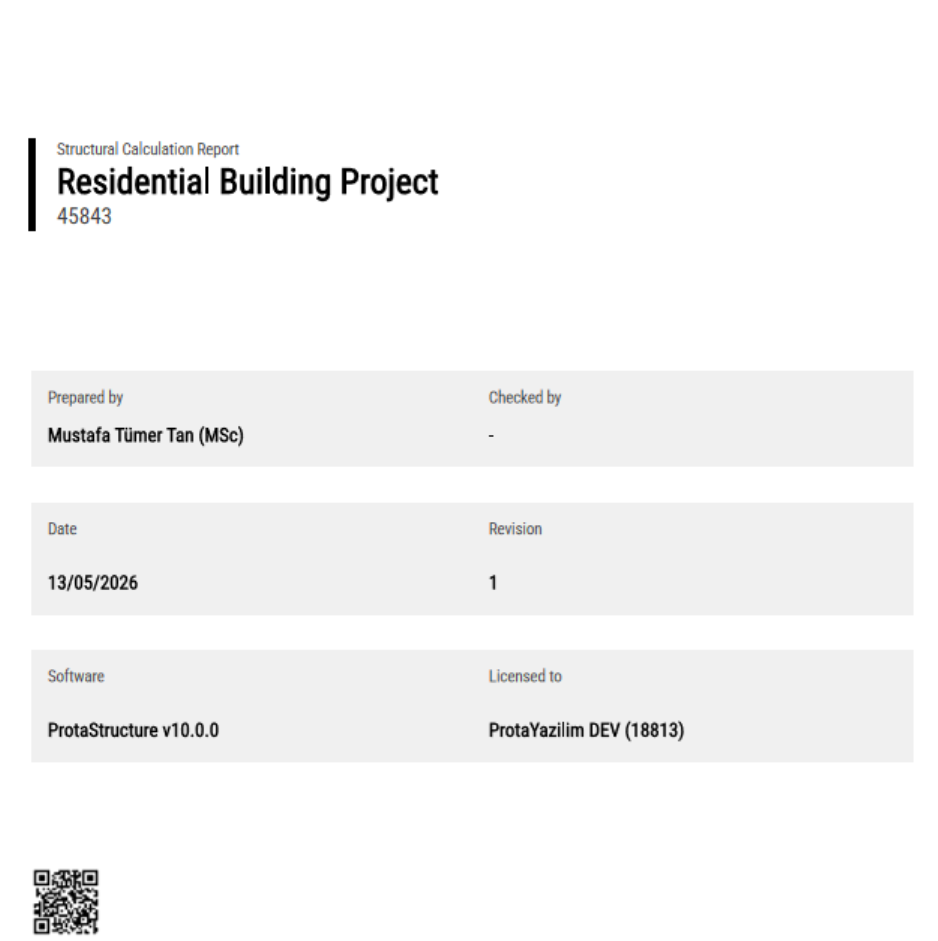 Structural Calculation Report
Residential Building Project
45843
Prepared by
Checked by
Mustafa Tümer Tan (MSc)
-
Date
Revision
13/05/2026
1
Software
Licensed to
ProtaStructure v10.0.0
ProtaYazilim DEV (18813)